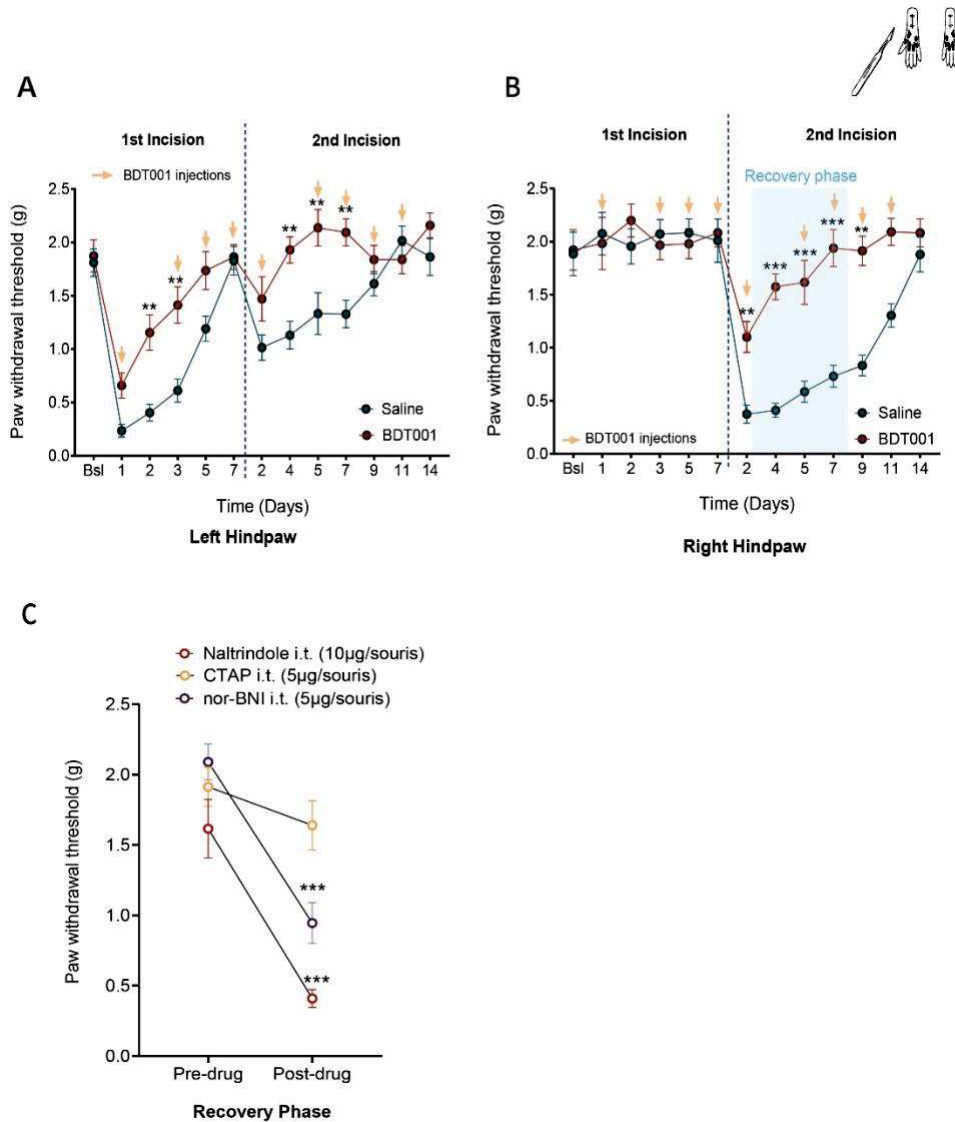 A
1st Incision
2nd Incision
BDT001 injections
Paw withdrawal threshold (g)
2.5
2.0
1.5
1.0
0.5
0.0
** ** ** ** **
Saline
BDT001
Bsl 1 2 3 5 7 2 4 5 7 9 11 14
Time (Days)
Left Hindpaw
B
1st Incision
2nd Incision
Recovery phase
Paw withdrawal threshold (g)
2.5
2.0
1.5
1.0
0.5
0.0
** *** *** *** **
BDT001 injections
Saline
BDT001
Bsl 1 2 3 5 7 2 4 5 7 9 11 14
Time (Days)
Right Hindpaw
C
Naltrindole i.t. (10µg/souris)
CTAP i.t. (5µg/souris)
nor-BNI i.t. (5µg/souris)
Paw withdrawal threshold (g)
2.5
2.0
1.5
1.0
0.5
0.0
***
***
Pre-drug Post-drug
Recovery Phase